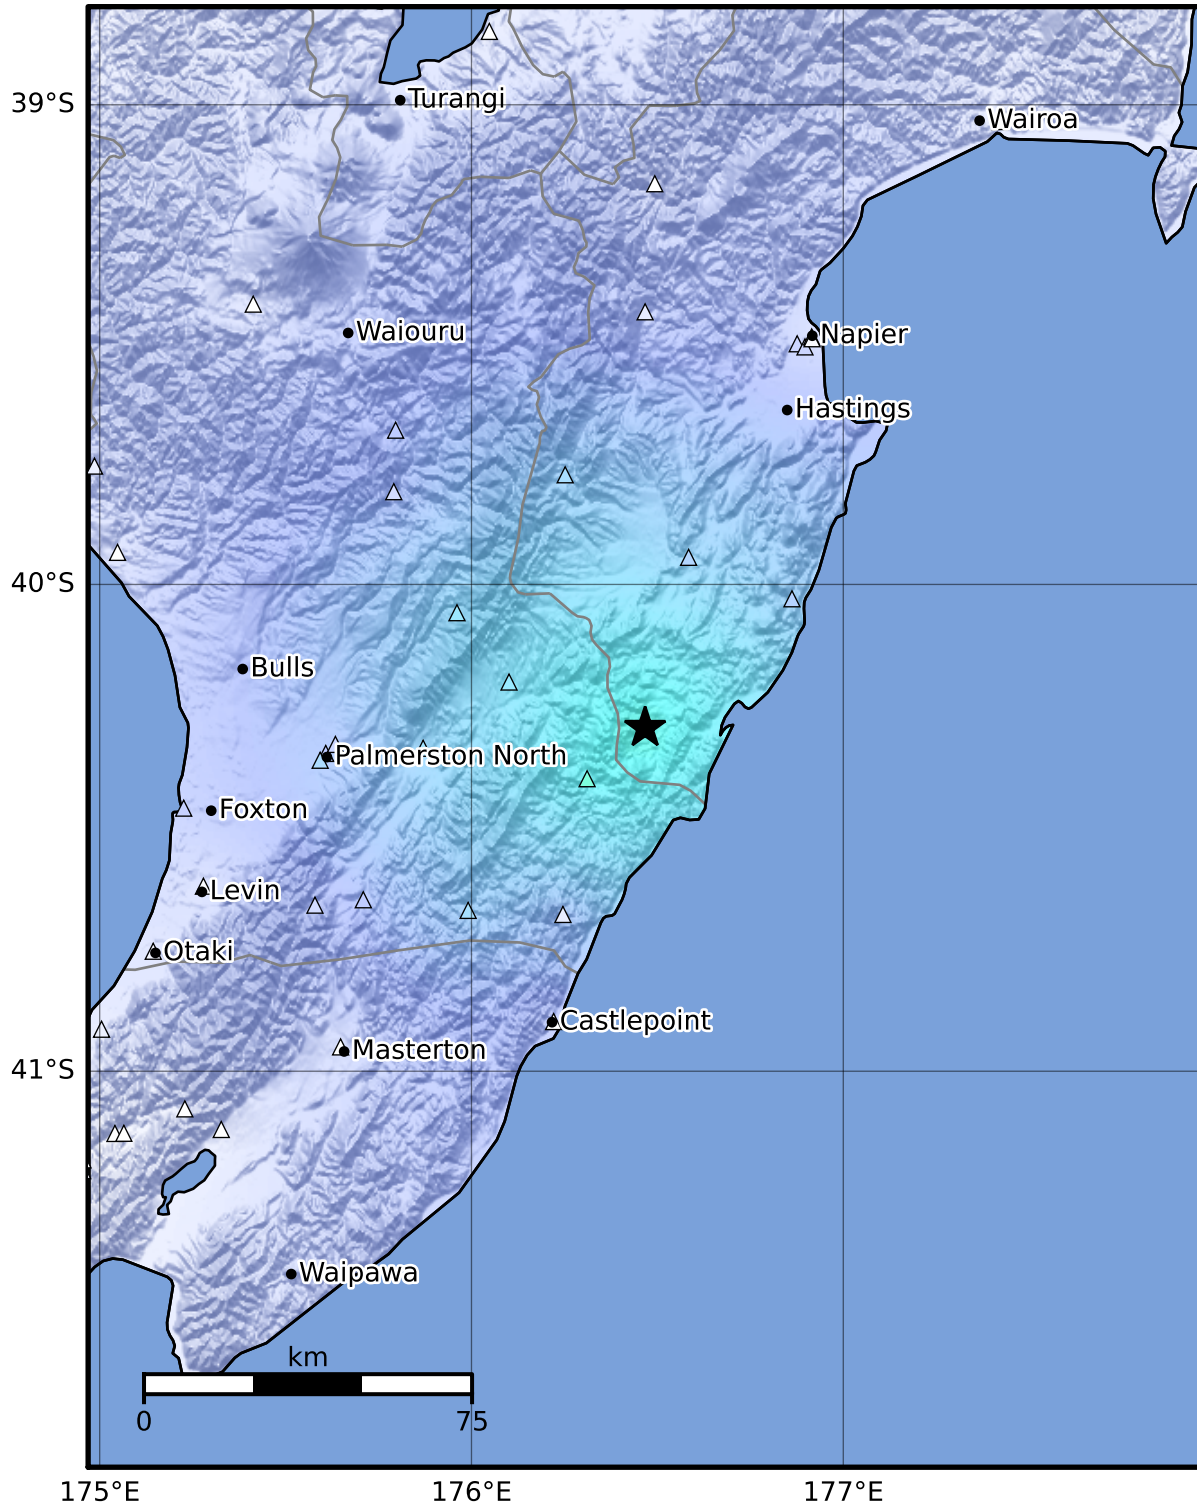 39°S
Turangi
Wairoa
Waiouru
Napier
Hastings
40°S
Bulls
Palmerston North
Foxton
Levin
Otaki
Castlepoint
Masterton
41°S
Waipawa
km
0 75
175°E 176°E 177°E